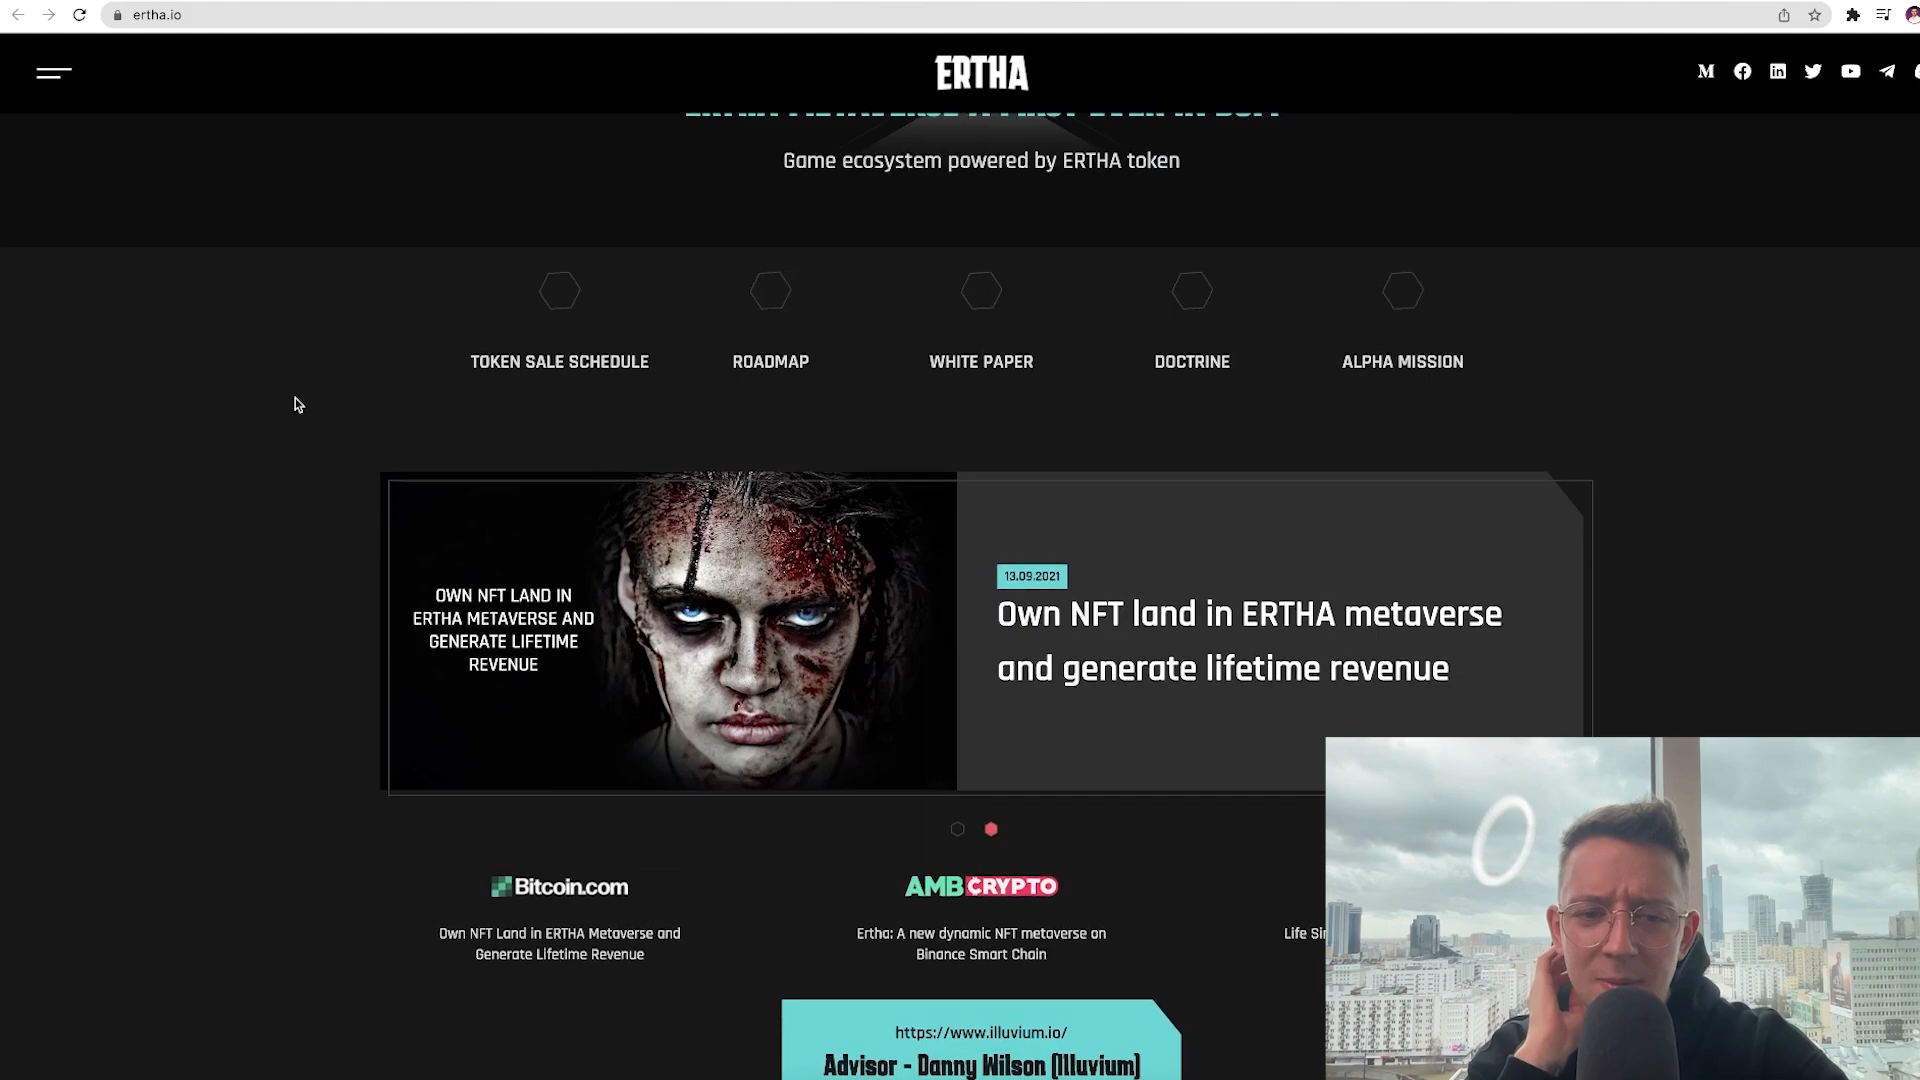 ertha.io
ERTHA
Game ecosystem powered by ERTHA token
TOKEN SALE SCHEDULE
ROADMAP
WHITE PAPER
DOCTRINE
ALPHA MISSION
OWN NFT LAND IN
ERTHA METAVERSE AND
GENERATE LIFETIME
REVENUE
13.09.2021
Own NFT land in ERTHA metaverse
and generate lifetime revenue
Bitcoin.com
AMBCRYPTO
Own NFT Land in ERTHA Metaverse and
Generate Lifetime Revenue
Ertha: A new dynamic NFT metaverse on
Binance Smart Chain
Life
https://www.illuvium.io/
Advisor - Danny Wilson (Illuvium)